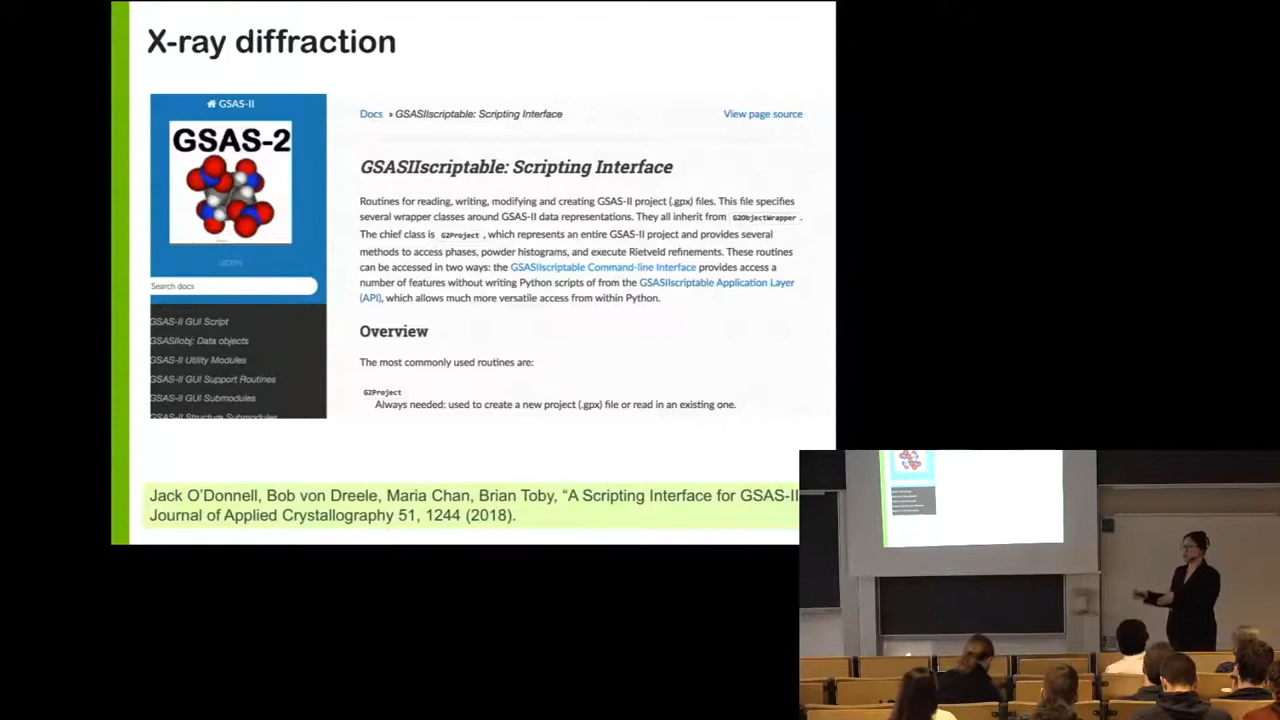 X-ray diffraction
GSAS-II
GSAS-2
Search docs
GSAS-II GUI Script
GSASIIobj: Data objects
GSAS-II Utility Modules
GSAS-II GUI Support Routines
GSAS-II GUI Submodules
GSAS-II Structure Submodules
Docs » GSASIIscriptable: Scripting Interface
View page source
GSASIIscriptable: Scripting Interface
Routines for reading, writing, modifying and creating GSAS-II project (.gpx) files. This file specifies
several wrapper classes around GSAS-II data representations. They all inherit from G2ObjectWrapper .
The chief class is G2Project , which represents an entire GSAS-II project and provides several
methods to access phases, powder histograms, and execute Rietveld refinements. These routines
can be accessed in two ways: the GSASIIscriptable Command-line Interface provides access a
number of features without writing Python scripts of from the GSASIIscriptable Application Layer
(API), which allows much more versatile access from within Python.
Overview
The most commonly used routines are:
G2Project
Always needed: used to create a new project (.gpx) file or read in an existing one.
Jack O'Donnell, Bob von Dreele, Maria Chan, Brian Toby, “A Scripting Interface for GSAS-II
Journal of Applied Crystallography 51, 1244 (2018).